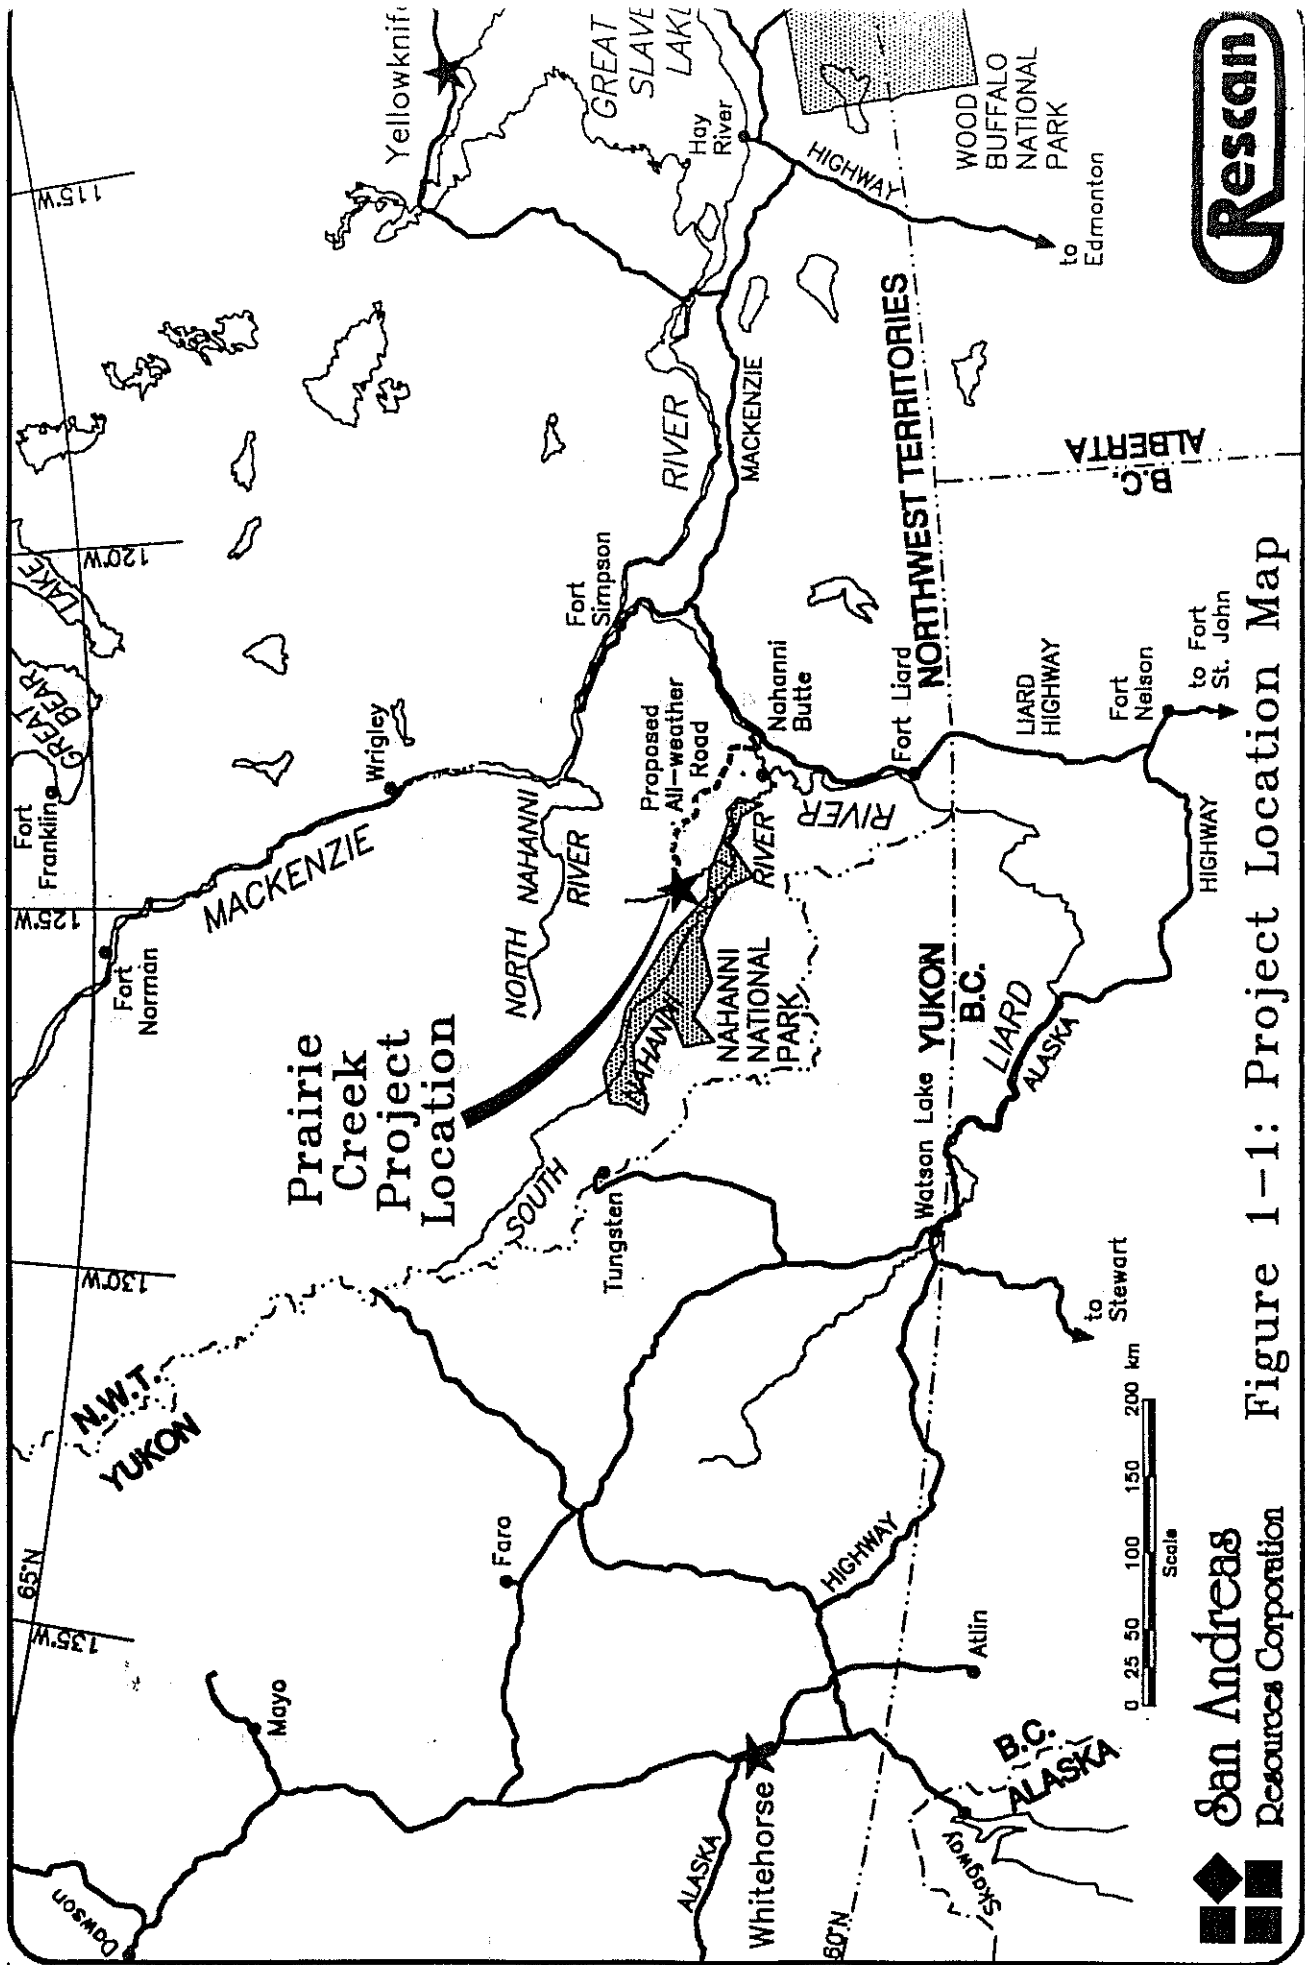 Prairie
Creek
Project
Location
Yellowknif
GREAT
SLAVE
LAKE
Hay
River
HIGHWAY
to
Edmonton
WOOD
BUFFALO
NATIONAL
PARK
115°W
120°W
125°W
130°W
135°W
65°N
60°N
GREAT
BEAR
LAKE
Fort
Franklin
Fort
Norman
Wrigley
MACKENZIE
RIVER
MACKENZIE
Fort
Simpson
NORTH NAHANNI
RIVER
Proposed
All-weather
Road
Nahanni
Butte
Fort Liard
NORTHWEST TERRITORIES
B.C.
ALBERTA
LIARD
HIGHWAY
Fort
Nelson
to Fort
St. John
HIGHWAY
RIVER
RIVER
SOUTH
NAHANNI
NAHANNI
NATIONAL
PARK
YUKON
B.C.
LIARD
ALASKA
Watson Lake
Tungsten
to
Stewart
N.W.T.
YUKON
Faro
Mayo
Dawson
HIGHWAY
Atlin
Whitehorse
ALASKA
Skagway
B.C.
ALASKA
0 25 50 100 150 200 km
Scale
San Andreas
Resources Corporation
Figure 1-1: Project Location Map
Rescan